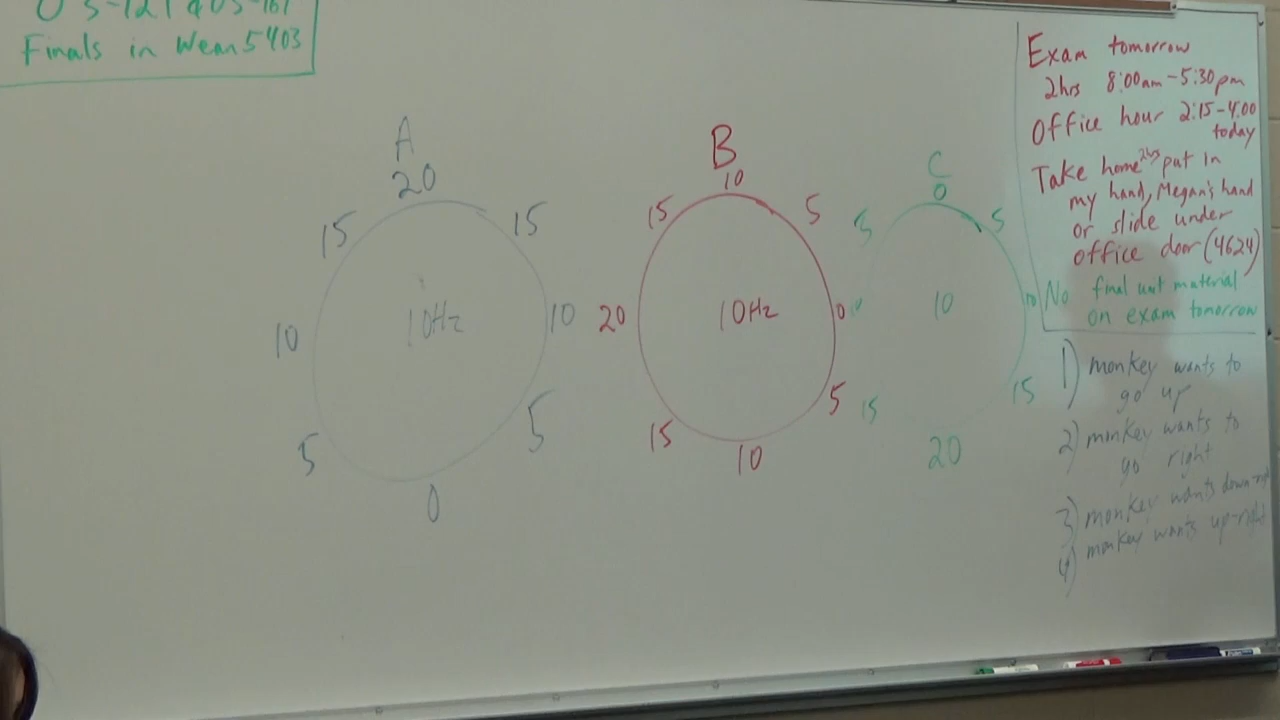 Finals in Wean 5403
Exam tomorrow
2hrs 8:00am-5:30pm
Office hour 2:15-4:00
today
Take home 2hrs put in
my hand, Megan's hand
or slide under
office door (4624)
No final unit material
on exam tomorrow
A
20
15
15
10
10Hz
10
5
5
0
B
10
15
5
20
10Hz
0
15
5
10
C
0
5
5
0
10
10
15
15
20
1) monkey wants to
go up
2) monkey wants to
go right
3) monkey wants down-right
4) monkey wants up-right